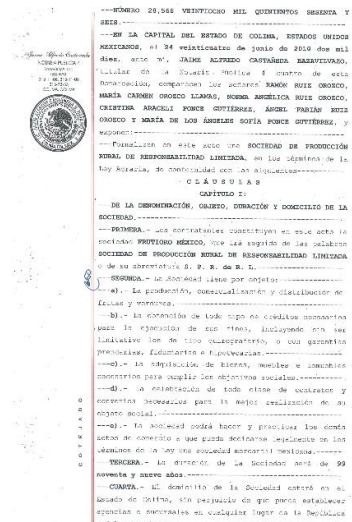 ---NÚMERO 20,566 VEINTIOCHO MIL QUINIENTOS SESENTA Y
SEIS.---
---EN LA CAPITAL DEL ESTADO DE COLIMA, ESTADOS UNIDOS
MEXICANOS, el 24 veinticuatro de junio de 2010 dos mil
diez, ante mí, JAIME ALFREDO CASTAÑEDA BAZAVILVAZO,
titular de la Notaría Pública 4 cuatro de esta
Demarcación, comparecen los señores RAMÓN RUIZ OROZCO,
MARÍA CARMEN OROZCO LLAMAS, NORMA ANGÉLICA RUIZ OROZCO,
CRISTINA ARACELI PONCE GUTIÉRREZ, ÁNGEL FABIÁN RUIZ
OROZCO Y MARÍA DE LOS ÁNGELES SOFÍA PONCE GUTIÉRREZ, y
exponen:
---Formalizan en este acto una SOCIEDAD DE PRODUCCIÓN
RURAL DE RESPONSABILIDAD LIMITADA, en los términos de la
Ley Agraria, de conformidad con las siguientes
C L Á U S U L A S
CAPÍTULO I:
---DE LA DENOMINACIÓN, OBJETO, DURACIÓN Y DOMICILIO DE LA
SOCIEDAD.---
---PRIMERA.- Los contratantes constituyen en este acto la
sociedad FRUTIORO MÉXICO, que irá seguida de las palabras
SOCIEDAD DE PRODUCCIÓN RURAL DE RESPONSABILIDAD LIMITADA
o de su abreviatura S. P. R. de R. L.
---SEGUNDA.- La Sociedad tiene por objeto:
---a).- La producción, comercialización y distribución de
frutas y verduras.
---b).- La obtención de todo tipo de créditos necesarios
para la ejecución de sus fines, incluyendo sin ser
limitativo los de tipo quirografario, o con garantías
prendarias, fiduciarias e hipotecarias.
---c).- La adquisición de bienes, muebles e inmuebles
necesarios para cumplir los objetivos sociales.
---d).- La celebración de todo clase de contratos y
convenios necesarios para la mejor realización de su
objeto social.
---e).- La sociedad podrá hacer y practicar los demás
actos de comercio a que pueda dedicarse legalmente en los
términos de la Ley una sociedad mercantil mexicana.
---TERCERA.- La duración de la Sociedad será de 99
noventa y nueve años.
---CUARTA.- El domicilio de la Sociedad estará en el
Estado de Colima, sin perjuicio de que pueda establecer
agencias o sucursales en cualquier lugar de la República
NOTARIO PÚBLICO 4
COTEJADO